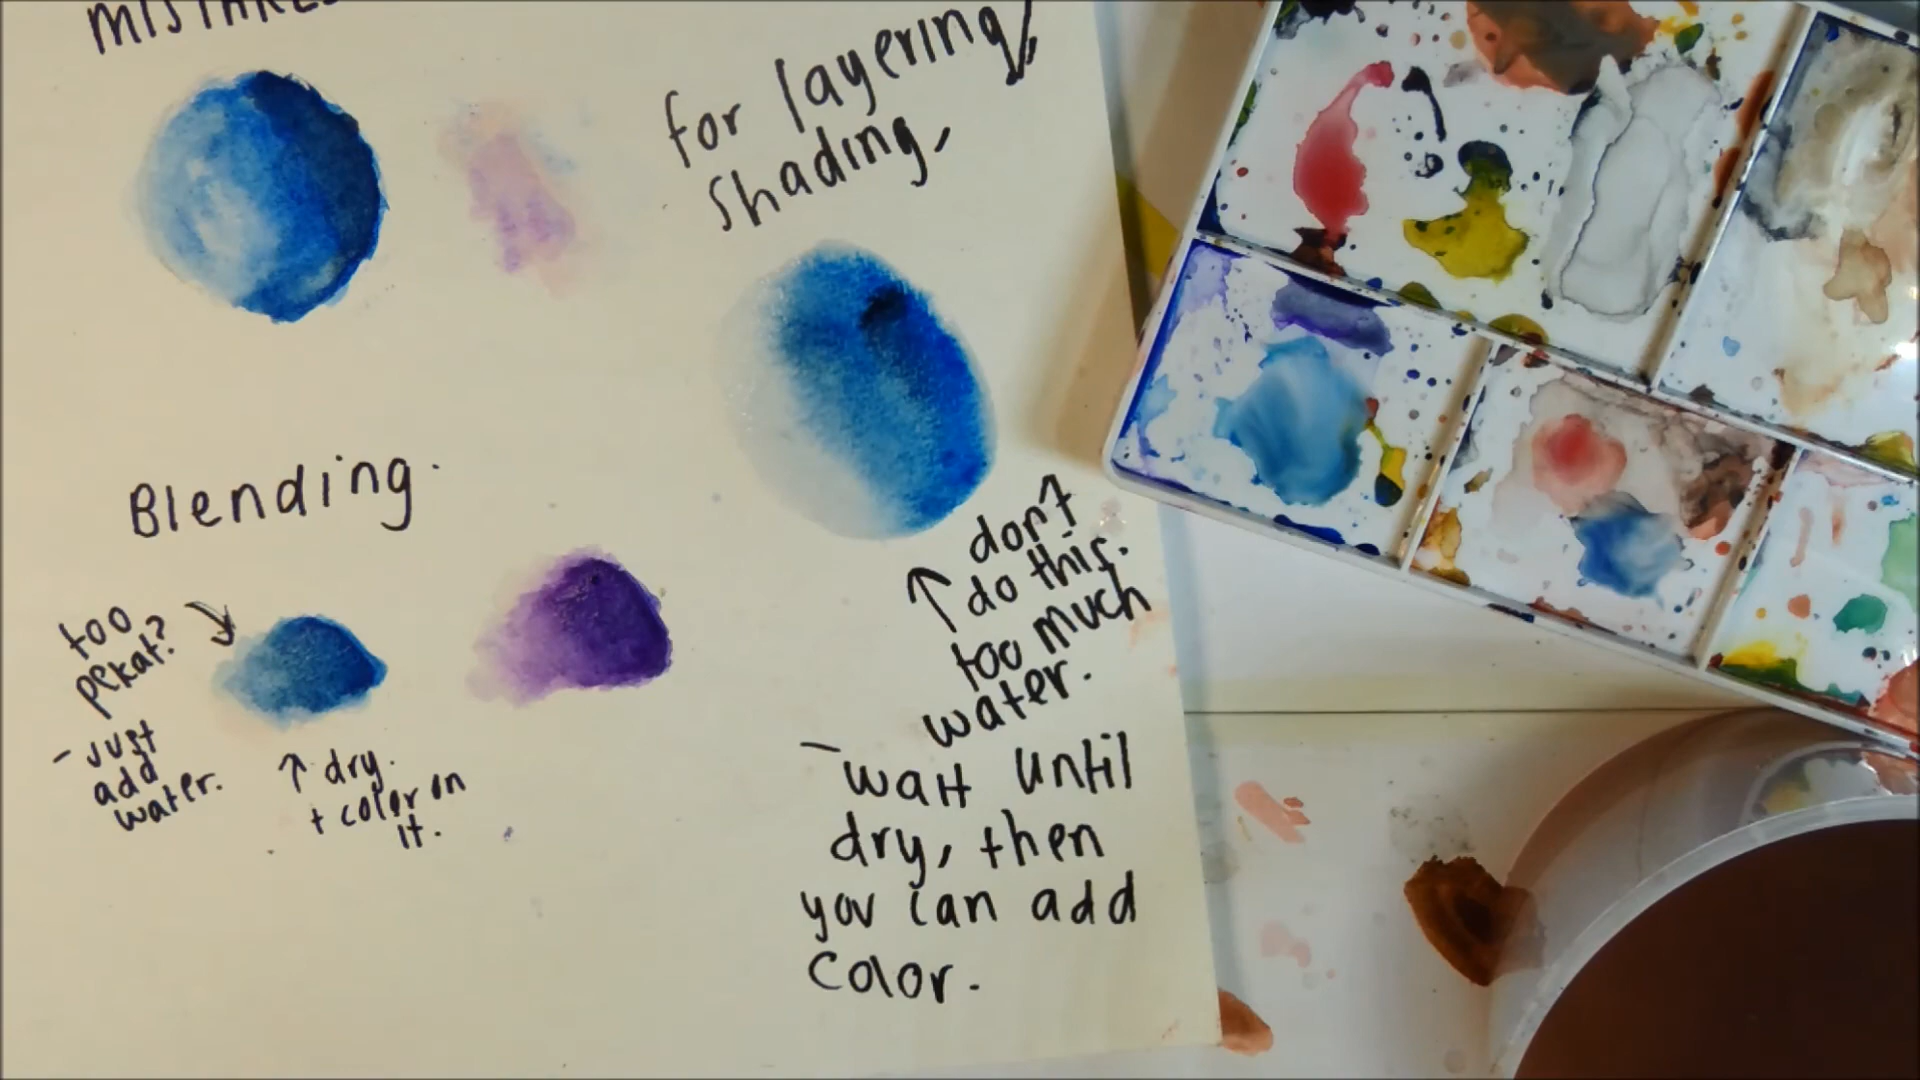 MISTAKES
for layering,
shading,
Blending.
too
pekat?
- Just
add
water.
↑ dry.
+ color on
it.
↑ don't
do this.
too much
water.
- wait until
dry, then
you can add
color.